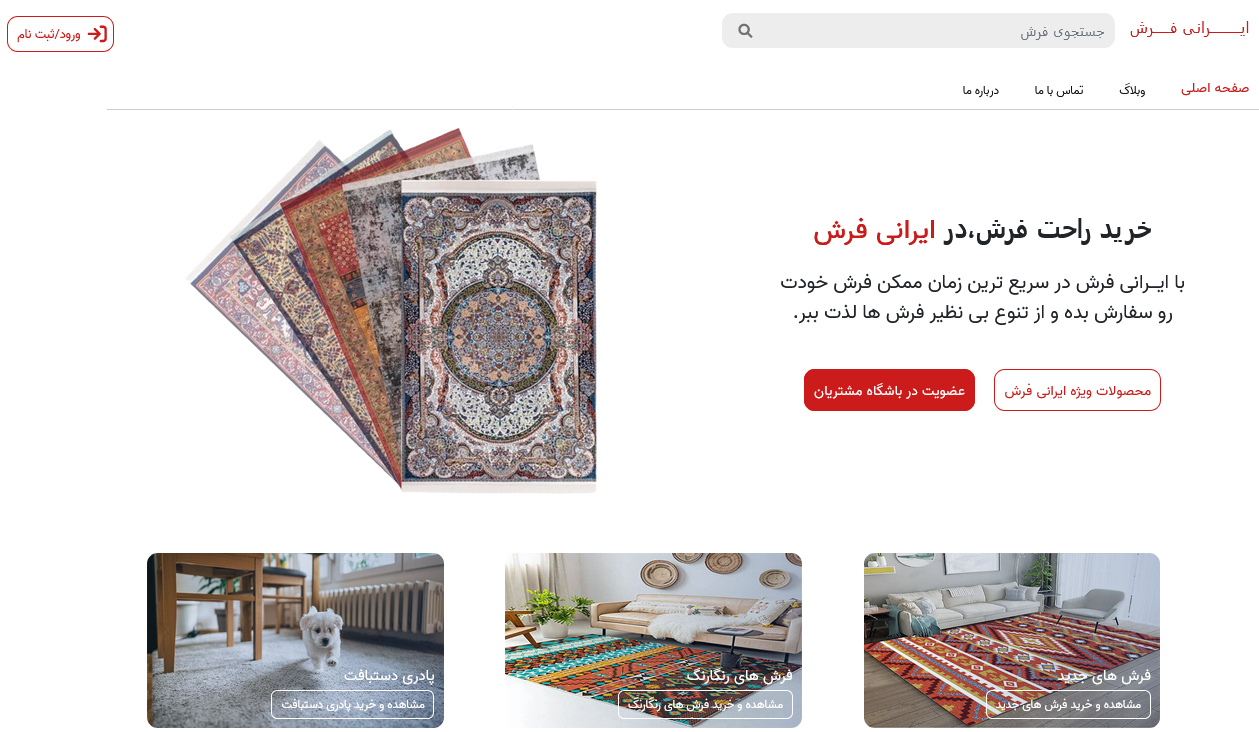 ایـــــرانی فـــرش
جستجوی فرش
ورود/ثبت نام
صفحه اصلی
وبلاگ
تماس با ما
درباره ما
خرید راحت فرش،در ایرانی فرش
با ایـرانی فرش در سریع ترین زمان ممکن فرش خودت
رو سفارش بده و از تنوع بی نظیر فرش ها لذت ببر.
محصولات ویژه ایرانی فرش
عضویت در باشگاه مشتریان
فرش های جدید
مشاهده و خرید فرش های جدید
فرش های رنگارنگ
مشاهده و خرید فرش های رنگارنگ
پادری دستبافت
مشاهده و خرید پادری دستبافت